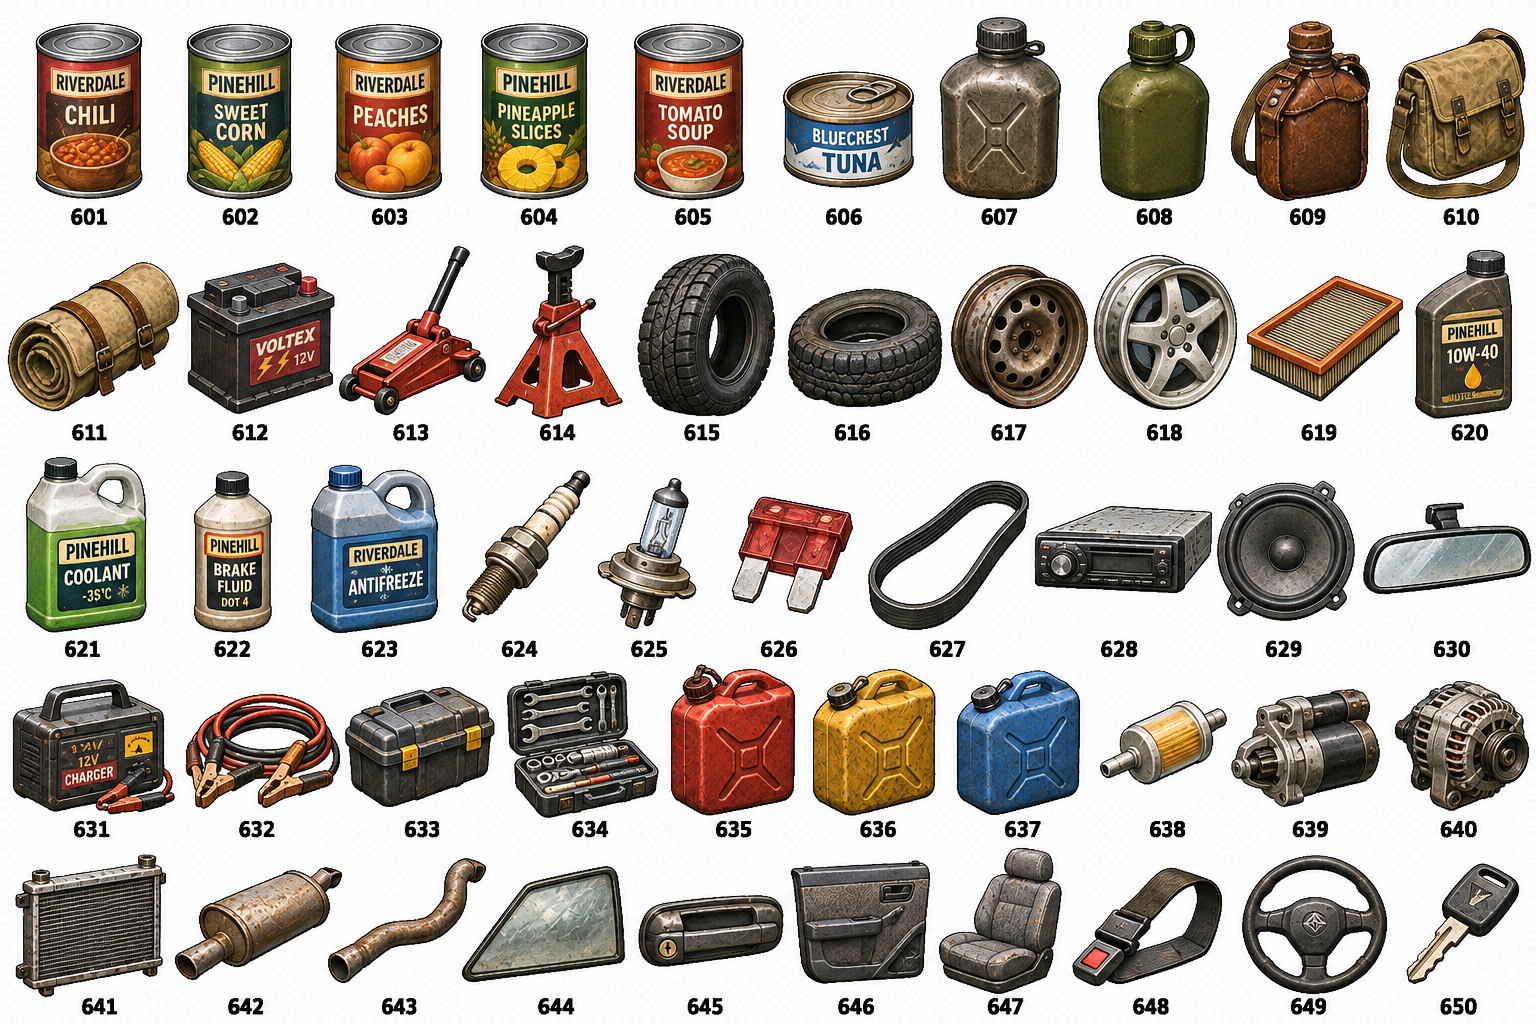 RIVERDALE
CHILI
PINEHILL
SWEET
CORN
RIVERDALE
PEACHES
PINEHILL
PINEAPPLE
SLICES
RIVERDALE
TOMATO
SOUP
BLUECREST
TUNA
601 602 603 604 605 606 607 608 609 610
VOLTEX
12V
PINEHILL
10W-40
611 612 613 614 615 616 617 618 619 620
PINEHILL
COOLANT
-35°C
PINEHILL
BRAKE
FLUID
DOT 4
RIVERDALE
ANTIFREEZE
621 622 623 624 625 626 627 628 629 630
12V
CHARGER
631 632 633 634 635 636 637 638 639 640
641 642 643 644 645 646 647 648 649 650